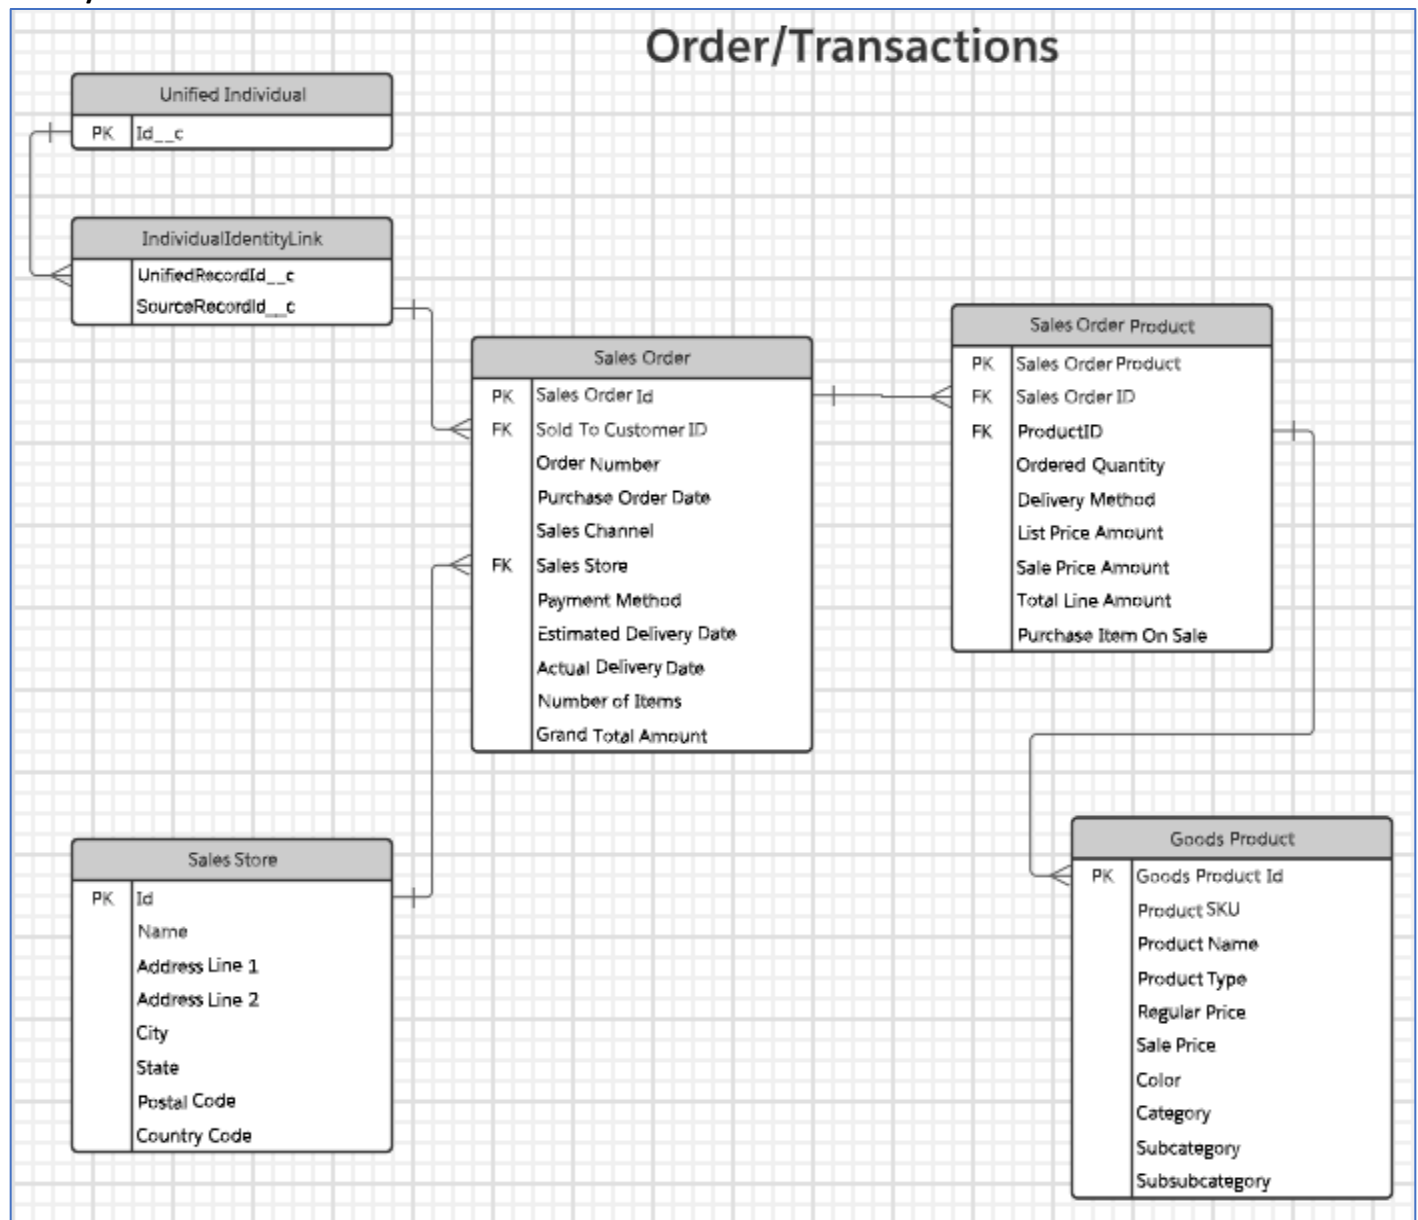 Order/Transactions
Unified Individual
PK Id__c
IndividualIdentityLink
UnifiedRecordId__c
SourceRecordId__c
Sales Order
PK Sales Order Id
FK Sold To Customer ID
Order Number
Purchase Order Date
Sales Channel
FK Sales Store
Payment Method
Estimated Delivery Date
Actual Delivery Date
Number of Items
Grand Total Amount
Sales Order Product
PK Sales Order Product
FK Sales Order ID
FK ProductID
Ordered Quantity
Delivery Method
List Price Amount
Sale Price Amount
Total Line Amount
Purchase Item On Sale
Sales Store
PK Id
Name
Address Line 1
Address Line 2
City
State
Postal Code
Country Code
Goods Product
PK Goods Product Id
Product SKU
Product Name
Product Type
Regular Price
Sale Price
Color
Category
Subcategory
Subsubcategory